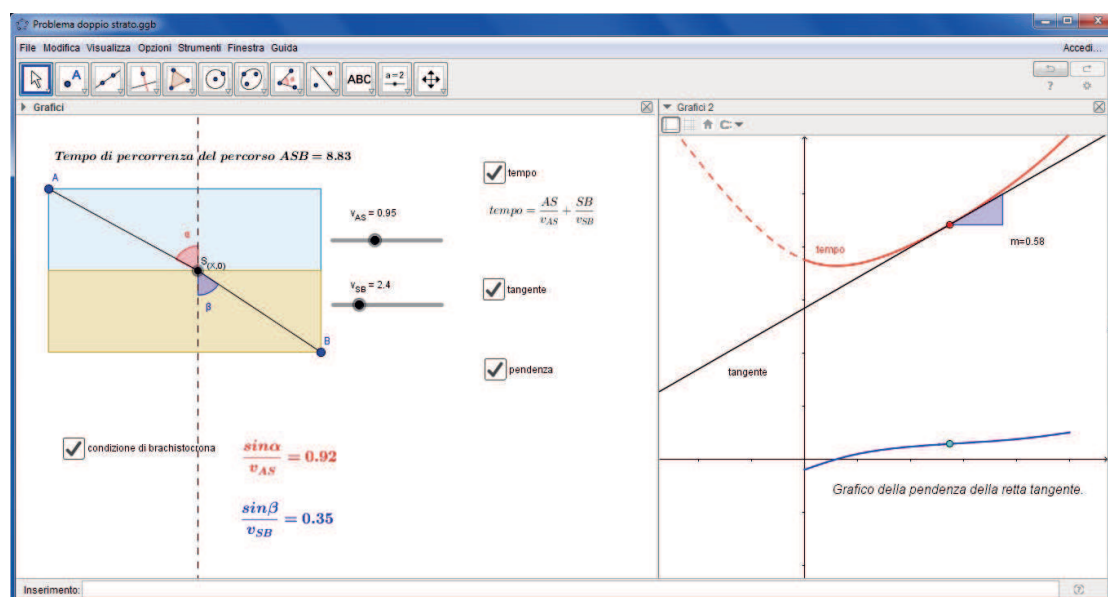 Problema doppio strato.ggb
File Modifica Visualizza Opzioni Strumenti Finestra Guida Accedi...
A ABC a=2
Grafici
Grafici 2
Tempo di percorrenza del percorso ASB = 8.83
A
α
S(X,0)
β
B
vAS = 0.95
vSB = 2.4
tempo
tempo = AS/vAS + SB/vSB
tangente
pendenza
condizione di brachistocrona
sinα/vAS = 0.92
sinβ/vSB = 0.35
tempo
m=0.58
tangente
Grafico della pendenza della retta tangente.
Inserimento: